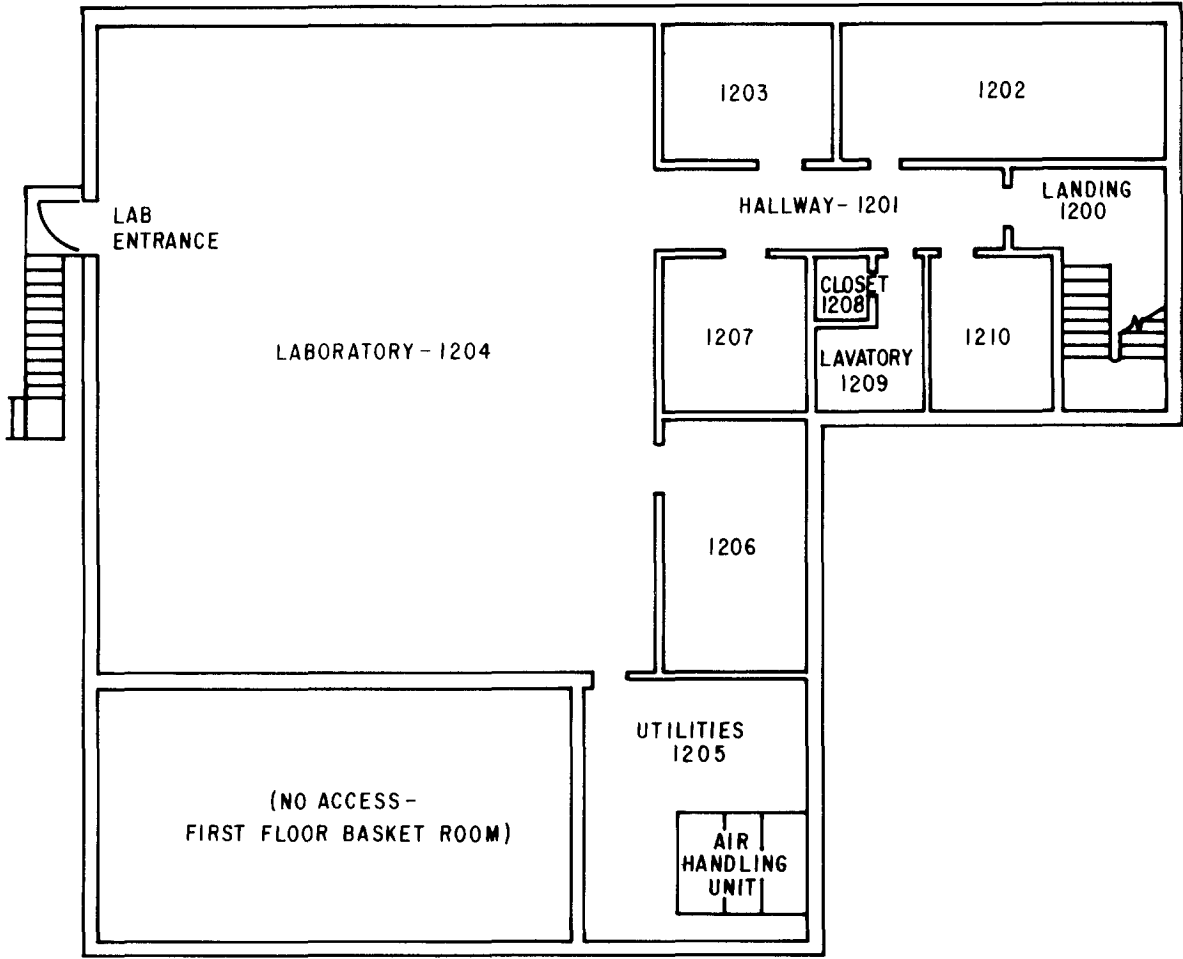 1203
1202
LAB
ENTRANCE
HALLWAY-1201
LANDING
1200
LABORATORY-1204
1207
CLOSET
1208
LAVATORY
1209
1210
1206
UTILITIES
1205
(NO ACCESS-
FIRST FLOOR BASKET ROOM)
AIR
HANDLING
UNIT